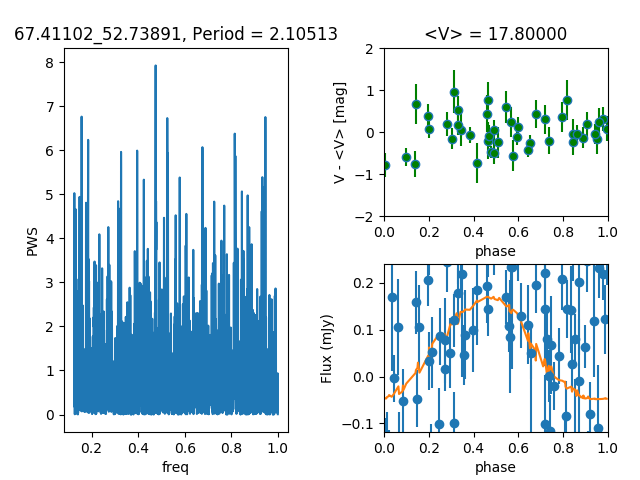 67.41102_52.73891, Period = 2.10513
<V> = 17.80000
8
7
6
5
4
3
2
1
0
PWS
0.2 0.4 0.6 0.8 1.0
freq
2
1
0
−1
−2
V - <V> [mag]
0.0 0.2 0.4 0.6 0.8 1.0
phase
0.2
0.1
0.0
−0.1
Flux (mJy)
0.0 0.2 0.4 0.6 0.8 1.0
phase